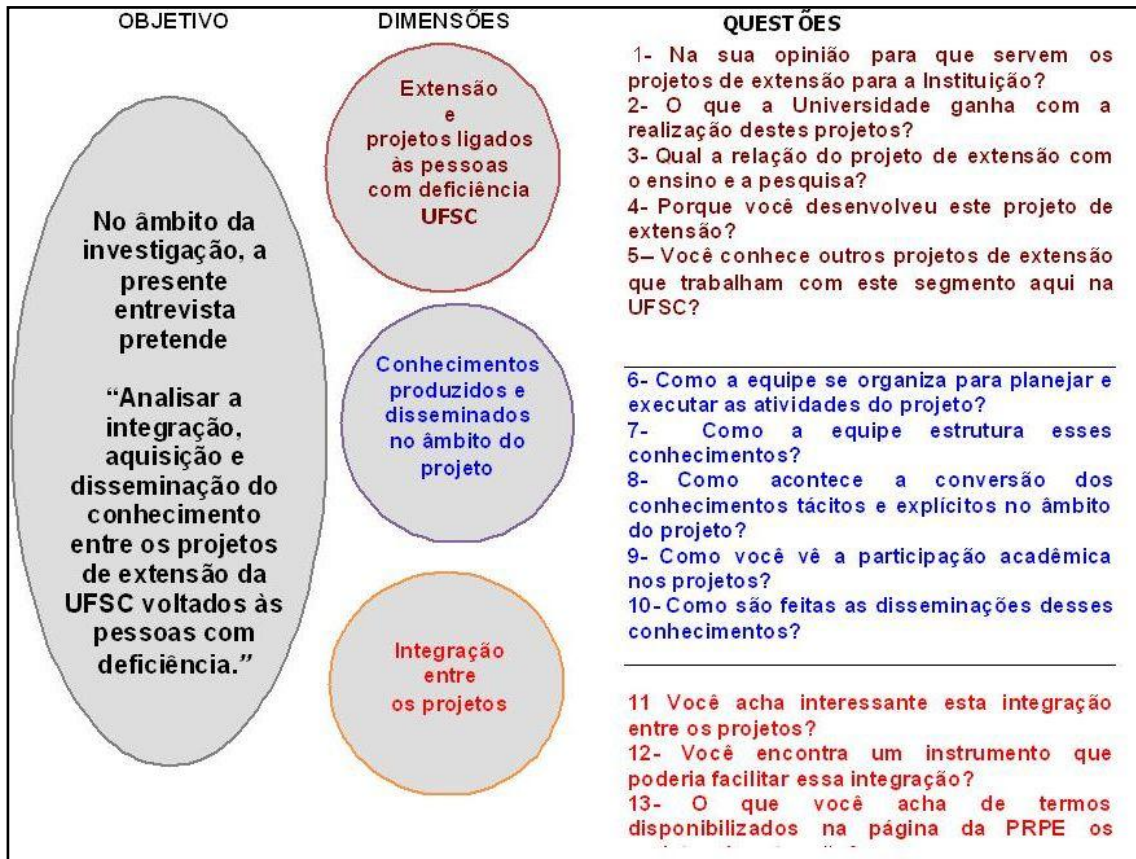 OBJETIVO
No âmbito da
investigação, a
presente
entrevista
pretende
“Analisar a
integração,
aquisição e
disseminação do
conhecimento
entre os projetos
de extensão da
UFSC voltados às
pessoas com
deficiência.”
DIMENSÕES
Extensão
e
projetos ligados
às pessoas
com deficiência
UFSC
Conhecimentos
produzidos e
disseminados
no âmbito do
projeto
Integração
entre
os projetos
QUESTÕES
1- Na sua opinião para que servem os
projetos de extensão para a Instituição?
2- O que a Universidade ganha com a
realização destes projetos?
3- Qual a relação do projeto de extensão com
o ensino e a pesquisa?
4- Porque você desenvolveu este projeto de
extensão?
5– Você conhece outros projetos de extensão
que trabalham com este segmento aqui na
UFSC?
6- Como a equipe se organiza para planejar e
executar as atividades do projeto?
7- Como a equipe estrutura esses
conhecimentos?
8- Como acontece a conversão dos
conhecimentos tácitos e explícitos no âmbito
do projeto?
9- Como você vê a participação acadêmica
nos projetos?
10- Como são feitas as disseminações desses
conhecimentos?
11 Você acha interessante esta integração
entre os projetos?
12- Você encontra um instrumento que
poderia facilitar essa integração?
13- O que você acha de termos
disponibilizados na página da PRPE os